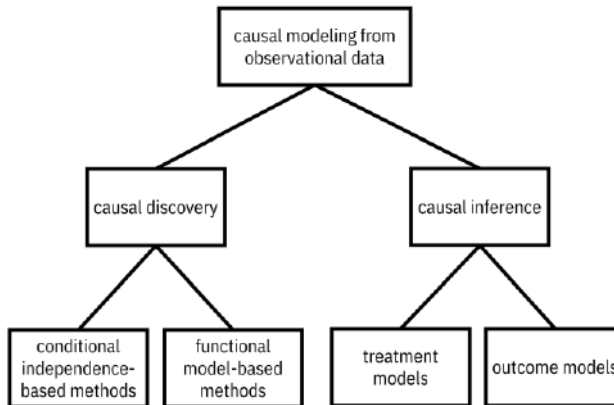 causal modeling from
observational data
causal discovery
causal inference
conditional
independence-
based methods
functional
model-based
methods
treatment
models
outcome models